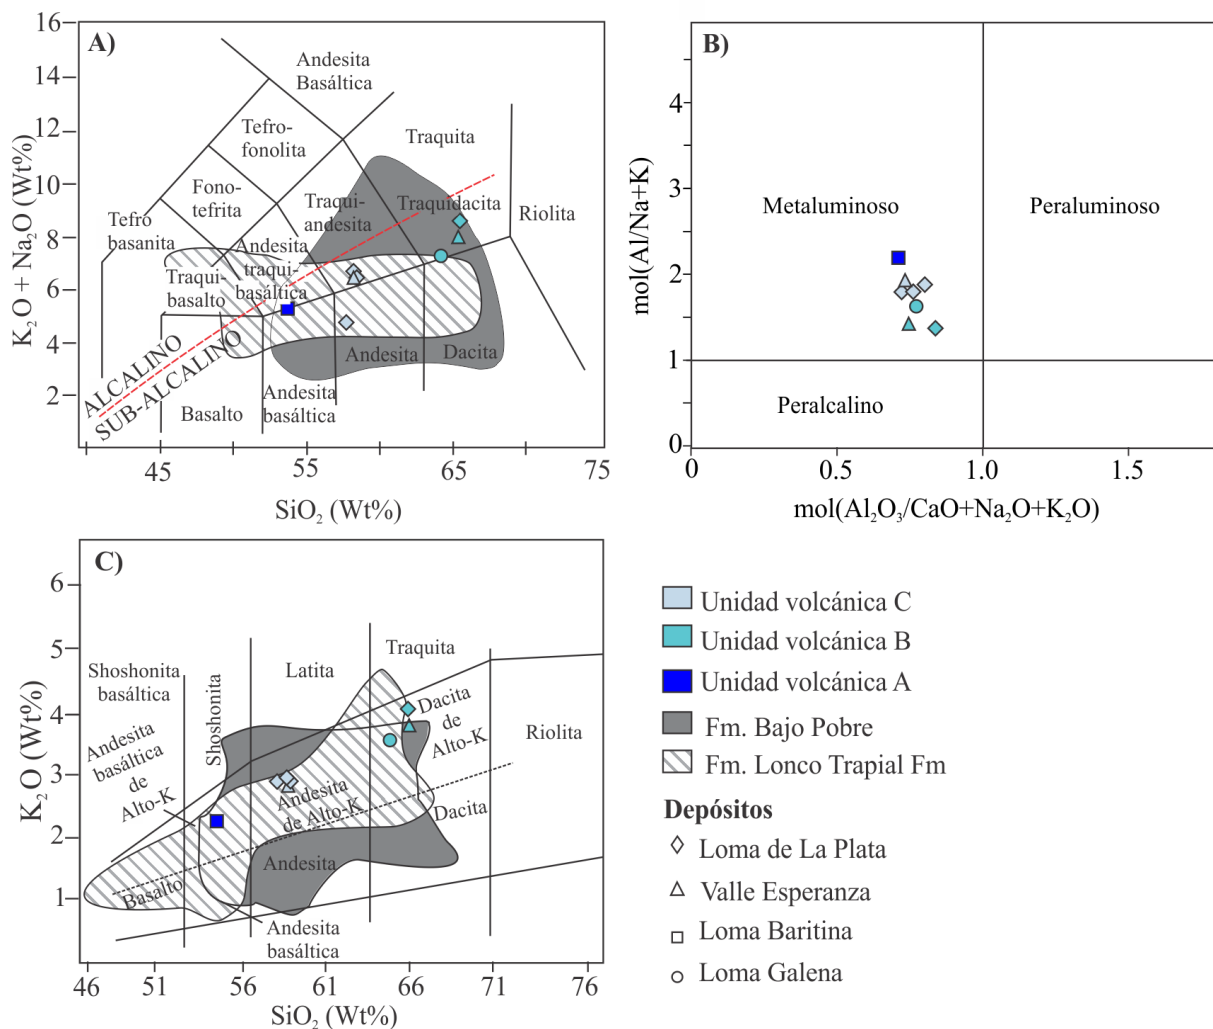 A)
16
14
12
10
8
6
4
2
K₂O + Na₂O (Wt%)
Andesita
Basáltica
Tefro-
fonolita
Traquita
Fono-
tefrita
Traqui-
andesita
Traquidacita
Riolita
Tefro
basanita
Andesita
traqui-
basáltica
Traqui-
basalto
ALCALINO
SUB-ALCALINO
Andesita
Dacita
Basalto
Andesita
basáltica
45
55
65
75
SiO₂ (Wt%)
B)
4
3
2
1
0
mol(Al/Na+K)
Metaluminoso
Peraluminoso
Peralcalino
0
0.5
1.0
1.5
mol(Al₂O₃/CaO+Na₂O+K₂O)
C)
6
5
4
3
2
1
K₂O (Wt%)
Shoshonita
basáltica
Shoshonita
Latita
Traquita
Andesita
basáltica
de
Alto-K
Dacita
de
Alto-K
Riolita
Andesita
de Alto-K
Dacita
Basalto
Andesita
Andesita
basáltica
46
51
56
61
66
71
76
SiO₂ (Wt%)
Unidad volcánica C
Unidad volcánica B
Unidad volcánica A
Fm. Bajo Pobre
Fm. Lonco Trapial Fm
Depósitos
Loma de La Plata
Valle Esperanza
Loma Baritina
Loma Galena